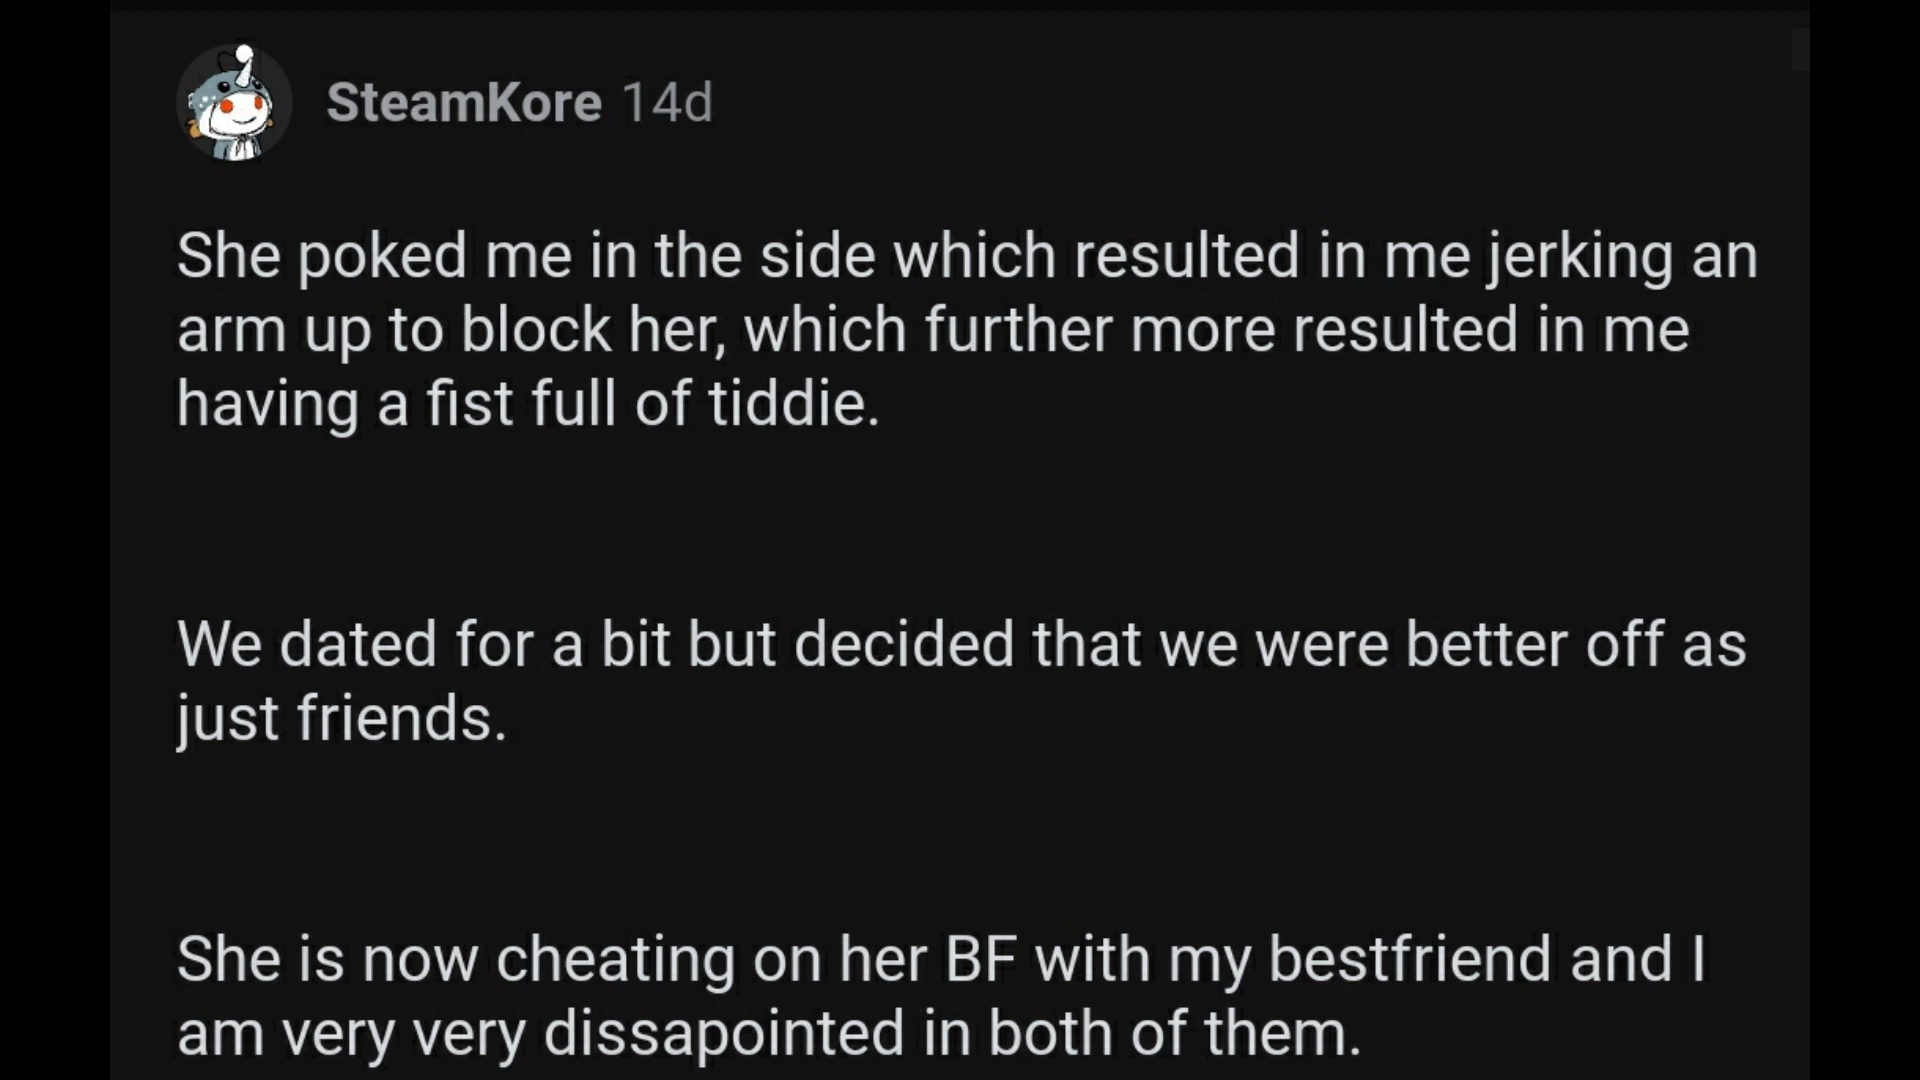 SteamKore 14d
She poked me in the side which resulted in me jerking an
arm up to block her, which further more resulted in me
having a fist full of tiddie.
We dated for a bit but decided that we were better off as
just friends.
She is now cheating on her BF with my bestfriend and I
am very very dissapointed in both of them.